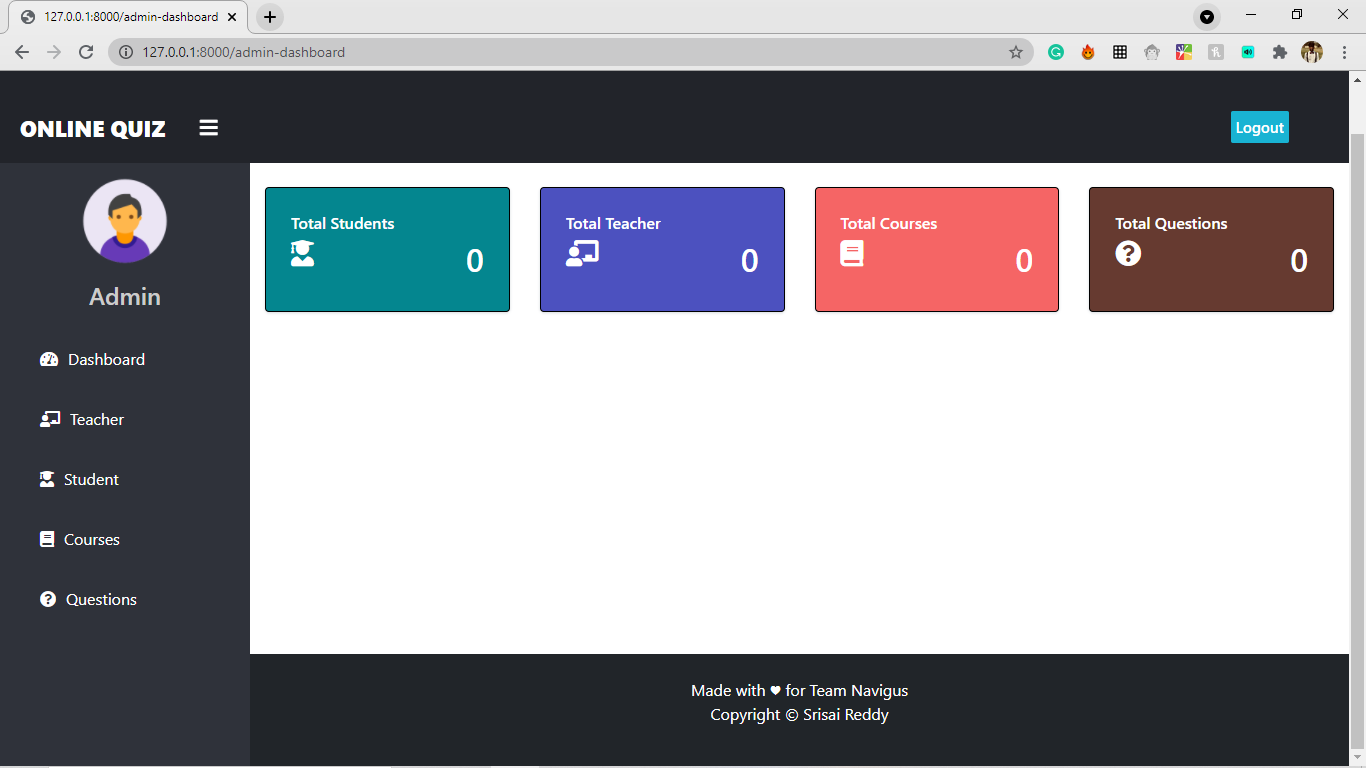 127.0.0.1:8000/admin-dashboard
127.0.0.1:8000/admin-dashboard
ONLINE QUIZ
Logout
Admin
Dashboard
Teacher
Student
Courses
Questions
Total Students
0
Total Teacher
0
Total Courses
0
Total Questions
0
Made with ♥ for Team Navigus
Copyright © Srisai Reddy